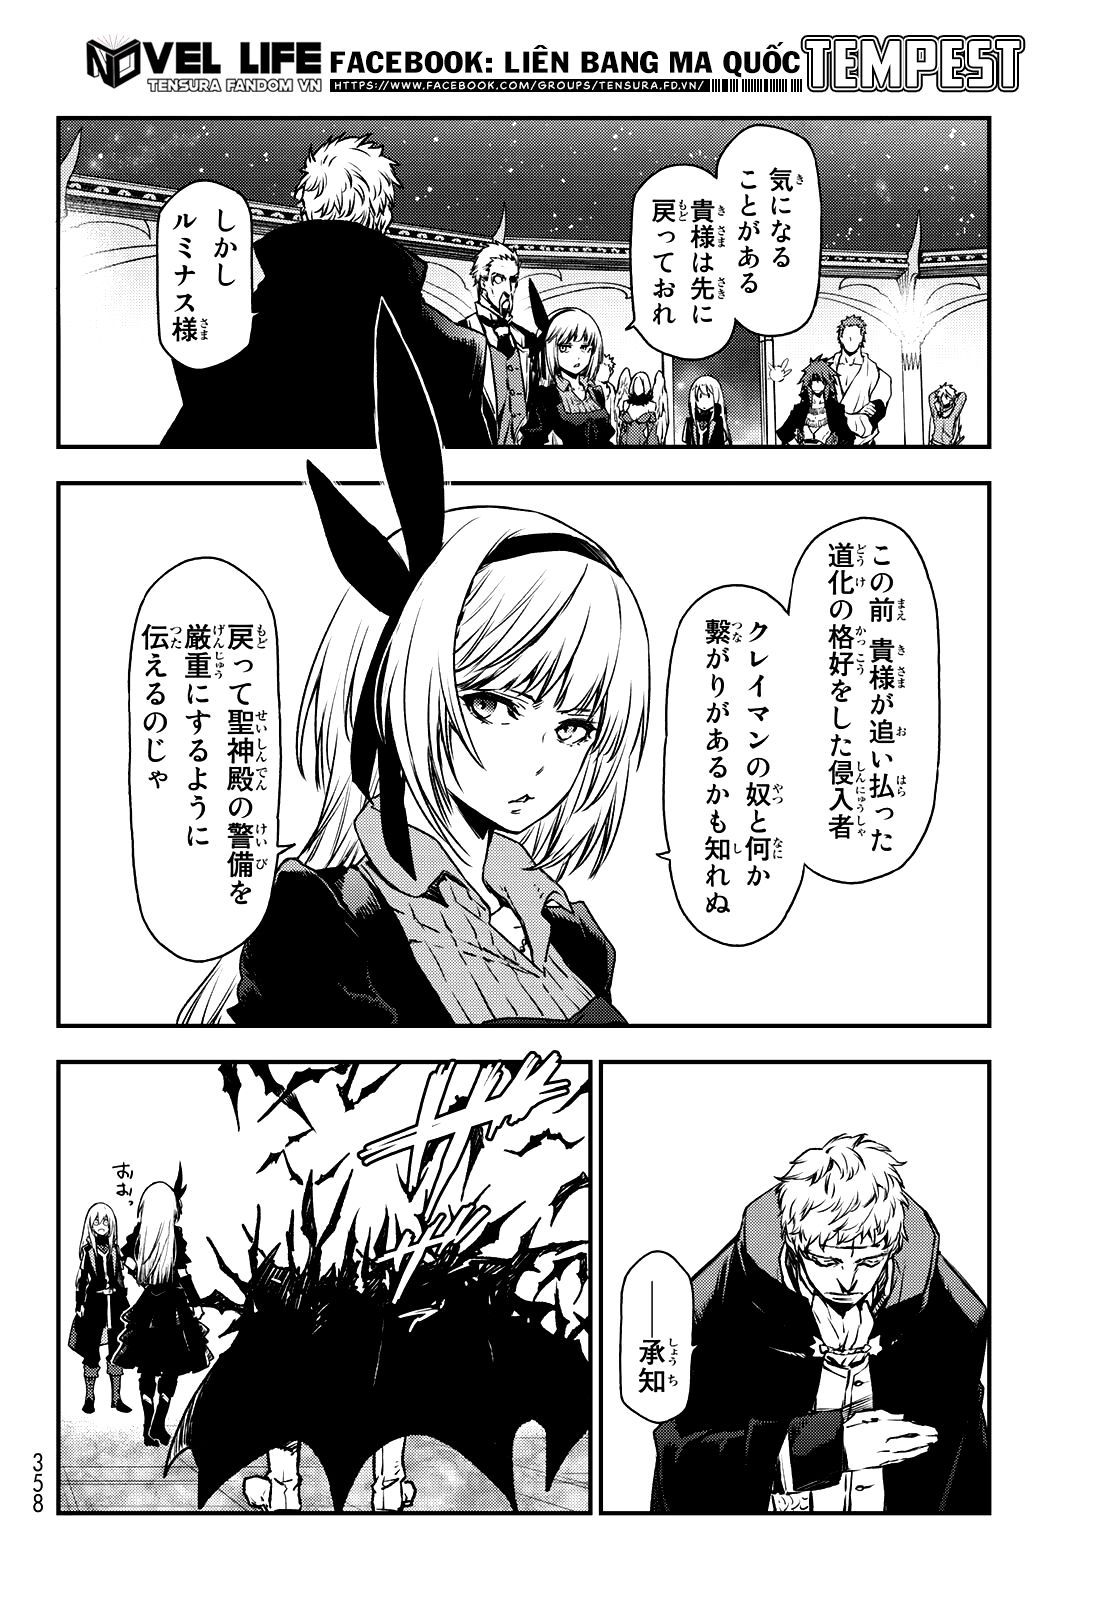 NOVEL LIFE
TENSURA FANDOM VN
FACEBOOK: LIÊN BANG MA QUỐC
HTTPS://WWW.FACEBOOK.COM/GROUPS/TENSURA.FD.VN/
TEMPEST
気になる
ことがある
貴様は先に
戻っておれ
しかし
ルミナス様
この前 貴様が追い払った
道化の格好をした侵入者
クレイマンの奴と何か
繋がりがあるかも知れぬ
戻って聖神殿の警備を
厳重にするように
伝えるのじゃ
──承知
ザザ
ザザ
おおっ
358